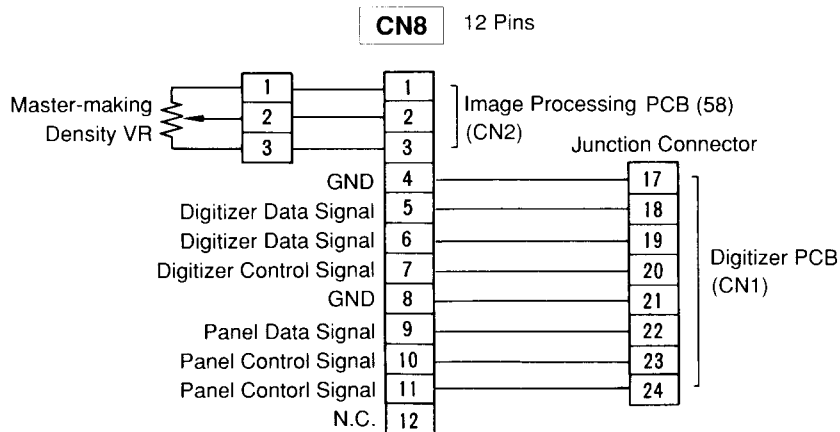 CN8 12 Pins
Master-making
Density VR
1 1
2 2
3 3
Image Processing PCB (58)
(CN2)
Junction Connector
GND 4 17
Digitizer Data Signal 5 18
Digitizer Data Signal 6 19
Digitizer Control Signal 7 20
GND 8 21
Panel Data Signal 9 22
Panel Control Signal 10 23
Panel Contorl Signal 11 24
N.C. 12
Digitizer PCB
(CN1)